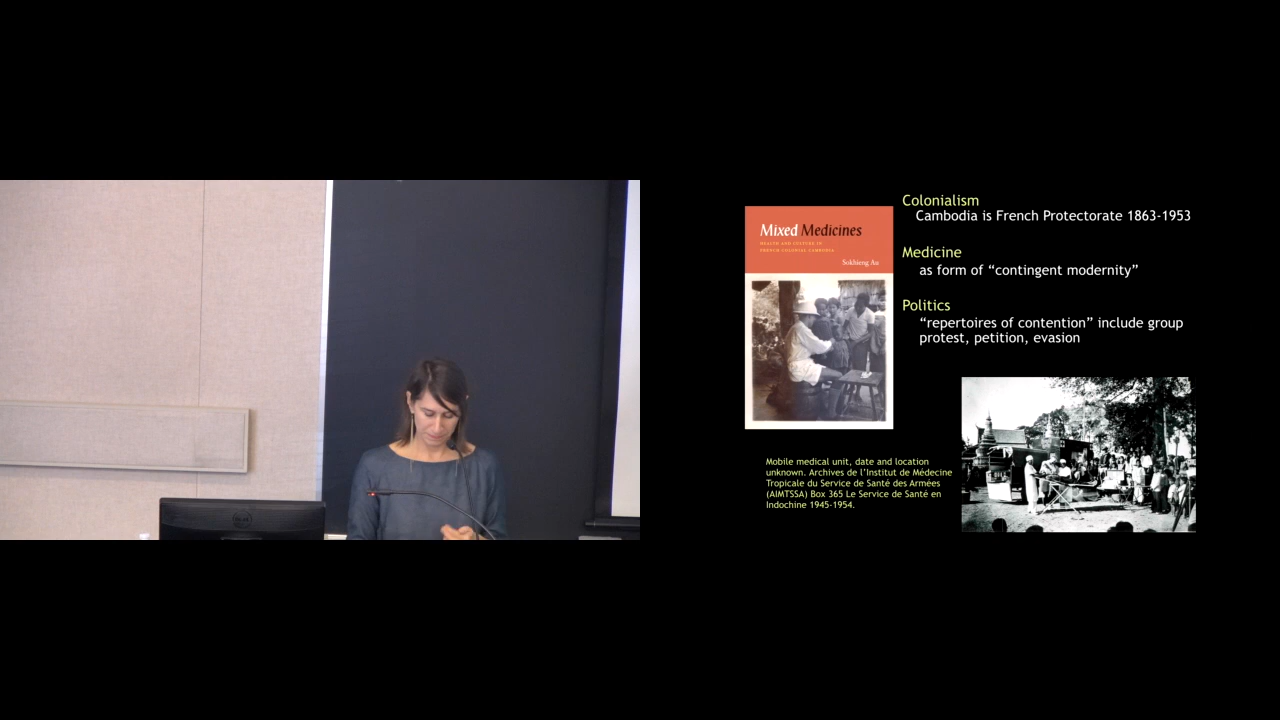 Mixed Medicines
HEALTH AND CULTURE IN
FRENCH COLONIAL CAMBODIA
Sokhieng Au
Colonialism
Cambodia is French Protectorate 1863-1953
Medicine
as form of “contingent modernity”
Politics
“repertoires of contention” include group
protest, petition, evasion
Mobile medical unit, date and location
unknown. Archives de l’Institut de Médecine
Tropicale du Service de Santé des Armées
(AIMTSSA) Box 365 Le Service de Santé en
Indochine 1945-1954.